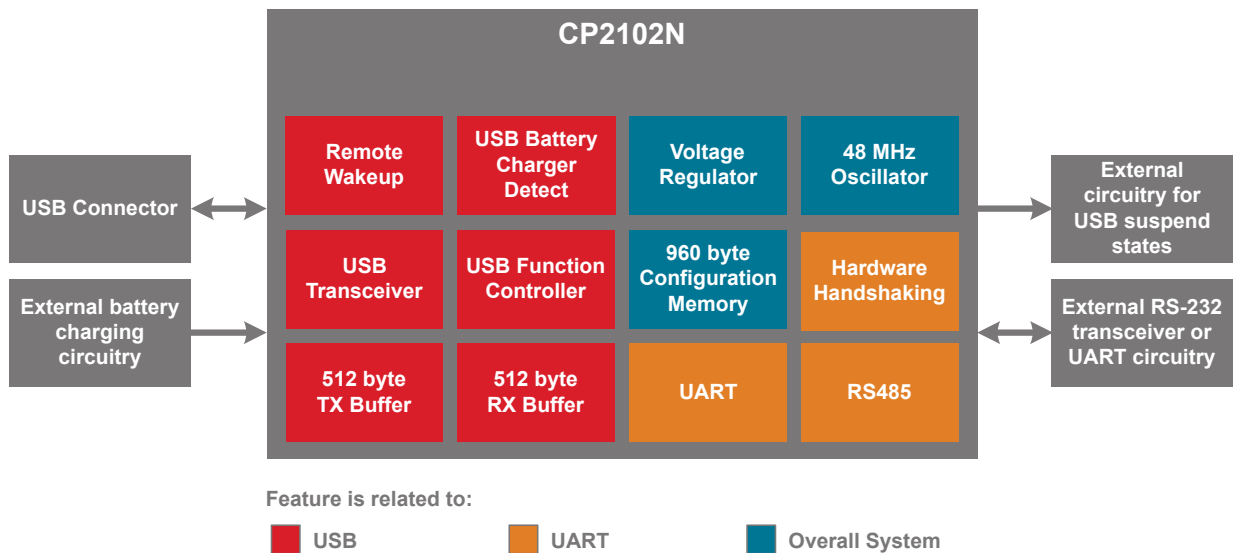 CP2102N
Remote
Wakeup
USB Battery
Charger
Detect
Voltage
Regulator
48 MHz
Oscillator
USB Connector
External
circuitry for
USB suspend
states
USB
Transceiver
USB Function
Controller
960 byte
Configuration
Memory
Hardware
Handshaking
External battery
charging
circuitry
External RS-232
transceiver or
UART circuitry
512 byte
TX Buffer
512 byte
RX Buffer
UART
RS485
Feature is related to:
USB
UART
Overall System